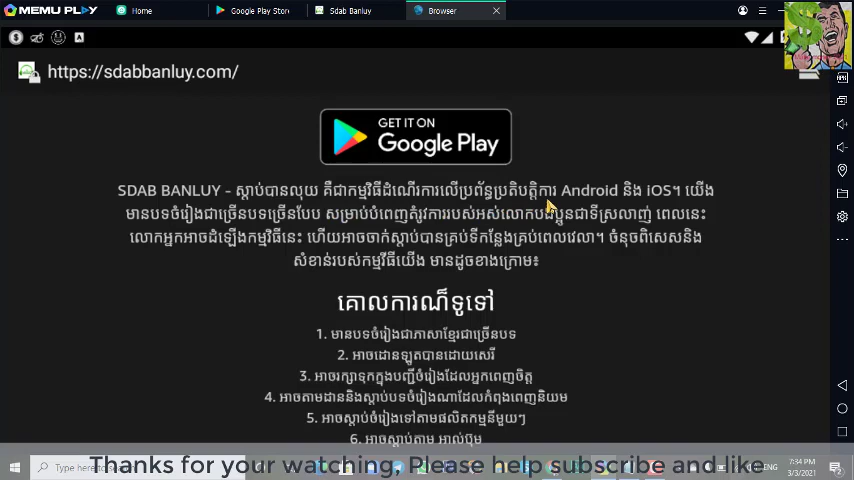 MEMU PLAY
Home
Google Play Store
Sdab Banluy
Browser
https://sdabbanluy.com/
GET IT ON
Google Play
SDAB BANLUY - ស្តាប់បានលុយ គឺជាកម្មវិធីដំណើរការលើប្រព័ន្ធប្រតិបត្តិការ Android និង iOS។ យើង
មានបទចំរៀងជាច្រើនបទច្រើនបែប សម្រាប់បំពេញតំរូវការរបស់អស់លោកបងប្អូនជាទីស្រលាញ់ ពេលនេះ
លោកអ្នកអាចដំឡើងកម្មវិធីនេះ ហើយអាចចាក់ស្តាប់បានគ្រប់ទីកន្លែងគ្រប់ពេលវេលា។ ចំនុចពិសេសនិង
សំខាន់របស់កម្មវីធីយើង មានដូចខាងក្រោម៖
គោលការណ៏ទូទៅ
1. មានបទចំរៀងជាភាសាខ្មែរជាច្រើនបទ
2. អាចដោនឡូតបានដោយសេរី
3. អាចរក្សាទុកក្នុងបញ្ជីចំរៀងដែលអ្នកពេញចិត្ត
4. អាចតាមដាននិងស្តាប់បទចំរៀងណាដែលកំពុងពេញនិយម
5. អាចស្តាប់ចំរៀងទៅតាមផលិតកម្មនីមួយៗ
6. អាចស្តាប់តាម អាល់ប៊ុម
Thanks for your watching, Please help subscribe and like
ENG
7:34 PM
3/3/2021